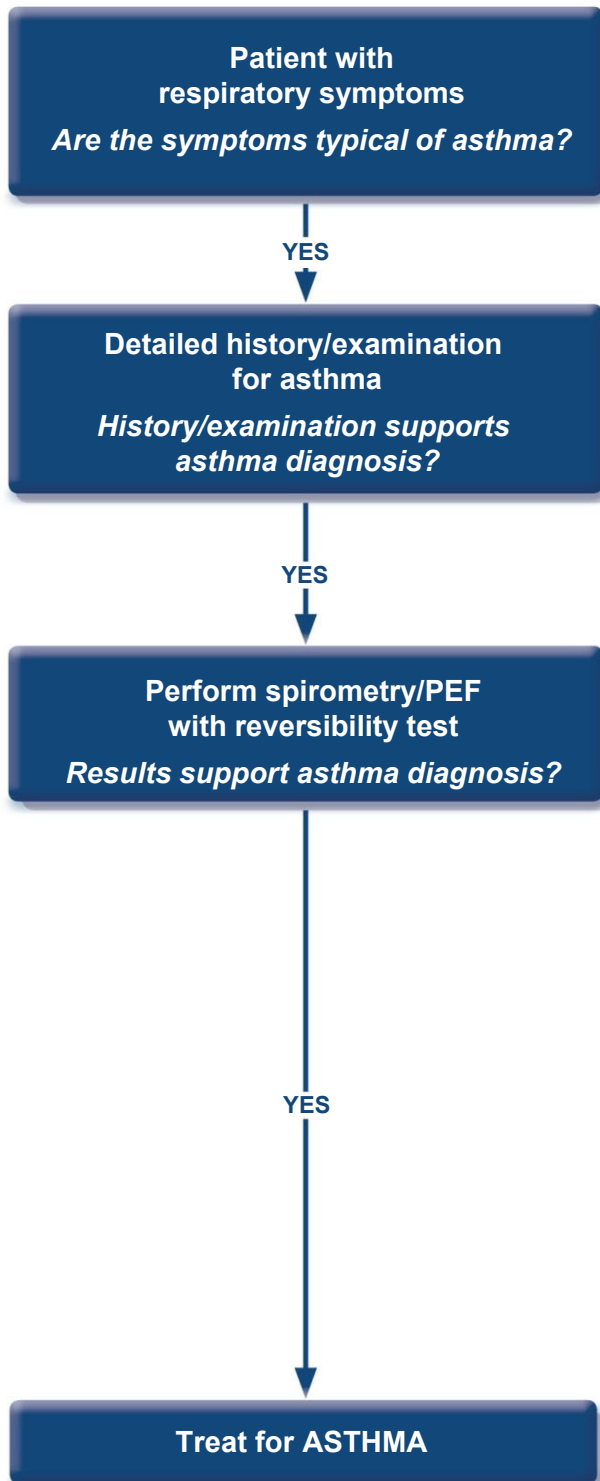 Patient with
respiratory symptoms
Are the symptoms typical of asthma?
YES
Detailed history/examination
for asthma
History/examination supports
asthma diagnosis?
YES
Perform spirometry/PEF
with reversibility test
Results support asthma diagnosis?
YES
Treat for ASTHMA